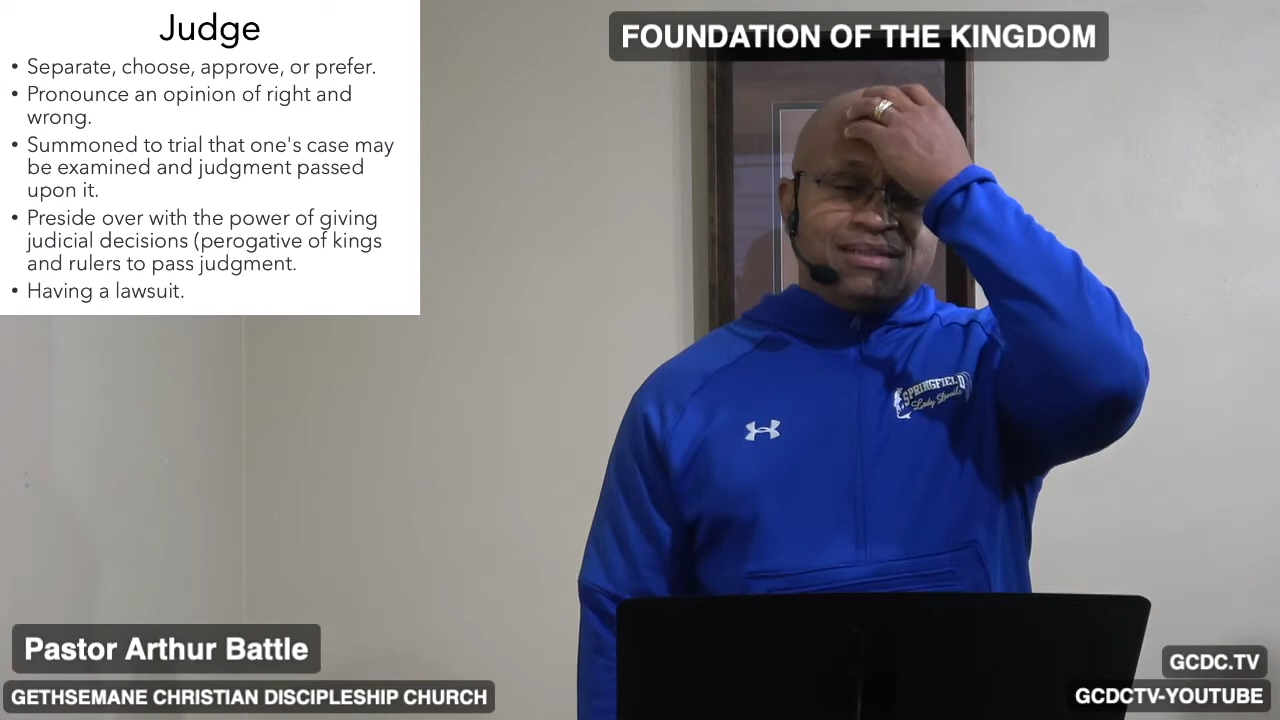 Judge
• Separate, choose, approve, or prefer.
• Pronounce an opinion of right and
wrong.
• Summoned to trial that one's case may
be examined and judgment passed
upon it.
• Preside over with the power of giving
judicial decisions (perogative of kings
and rulers to pass judgment.
• Having a lawsuit.
FOUNDATION OF THE KINGDOM
SPRINGFIELD
Lady Devils
Pastor Arthur Battle
GETHSEMANE CHRISTIAN DISCIPLESHIP CHURCH
GCDC.TV
GCDCTV-YOUTUBE